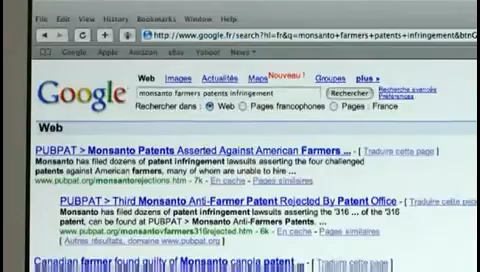 File Edit View History Bookmarks Window Help
http://www.google.fr/search?hl=fr&q=monsanto+farmers+patents+infringement&btnG
Google Apple Amazon eBay Yahoo! News
Web Images Actualités Maps Nouveau ! Groupes plus »
Google
monsanto farmers patents infringement Rechercher
Recherche avancée
Préférences
Rechercher dans : Web Pages francophones Pages : France
Web
PUBPAT > Monsanto Patents Asserted Against American Farmers ... - [ Traduire cette page ]
Monsanto has filed dozens of patent infringement lawsuits asserting the four challenged
patents against American farmers, many of whom are unable to hire ...
www.pubpat.org/monsantorejections.htm - 7k - En cache - Pages similaires
PUBPAT > Third Monsanto Anti-Farmer Patent Rejected By Patent Office - [ Traduire cette page
Monsanto has filed dozens of patent infringement lawsuits asserting the '316 ... of the '316
patent, can be found at PUBPAT > Monsanto Anti-Farmers Patents. ...
www.pubpat.org/monsantovfarmers316rejected.htm - 6k - En cache - Pages similaires
[ Autres résultats, domaine www.pubpat.org ]
Canadian farmer found guilty of Monsanto canola patent ... - [ Traduire cette page ]